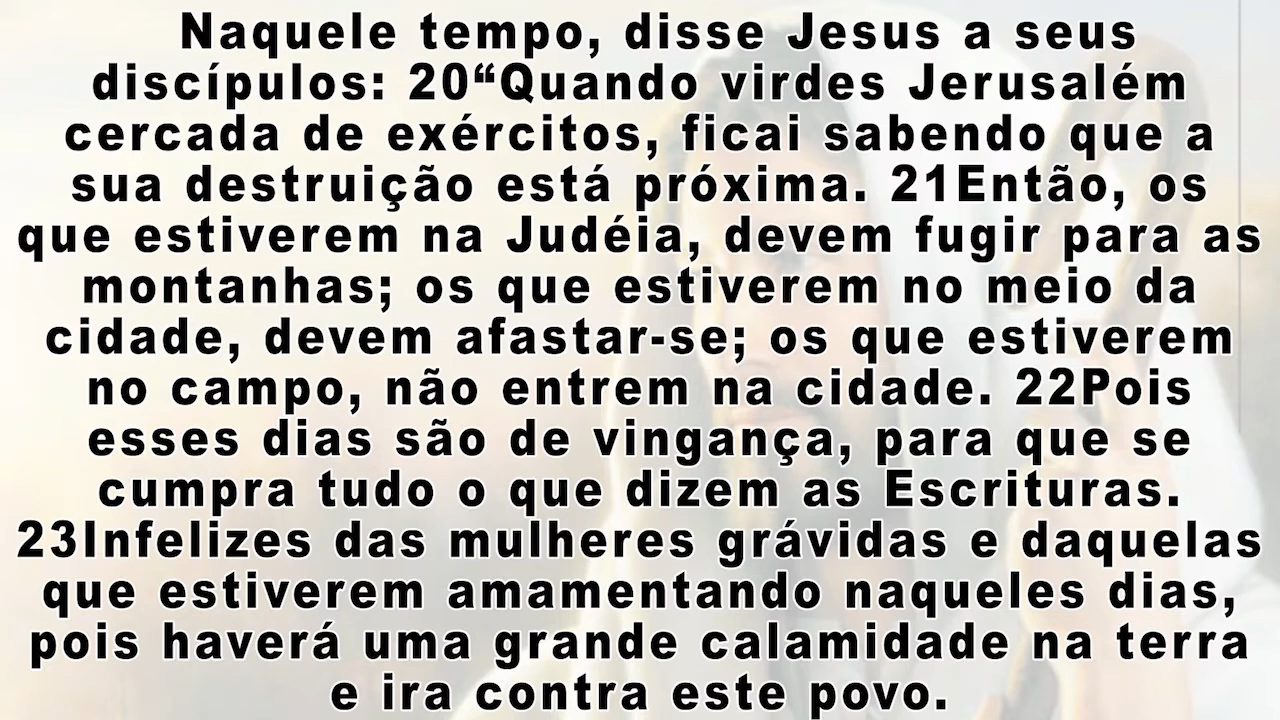 Naquele tempo, disse Jesus a seus
discípulos: 20“Quando virdes Jerusalém
cercada de exércitos, ficai sabendo que a
sua destruição está próxima. 21Então, os
que estiverem na Judéia, devem fugir para as
montanhas; os que estiverem no meio da
cidade, devem afastar-se; os que estiverem
no campo, não entrem na cidade. 22Pois
esses dias são de vingança, para que se
cumpra tudo o que dizem as Escrituras.
23Infelizes das mulheres grávidas e daquelas
que estiverem amamentando naqueles dias,
pois haverá uma grande calamidade na terra
e ira contra este povo.